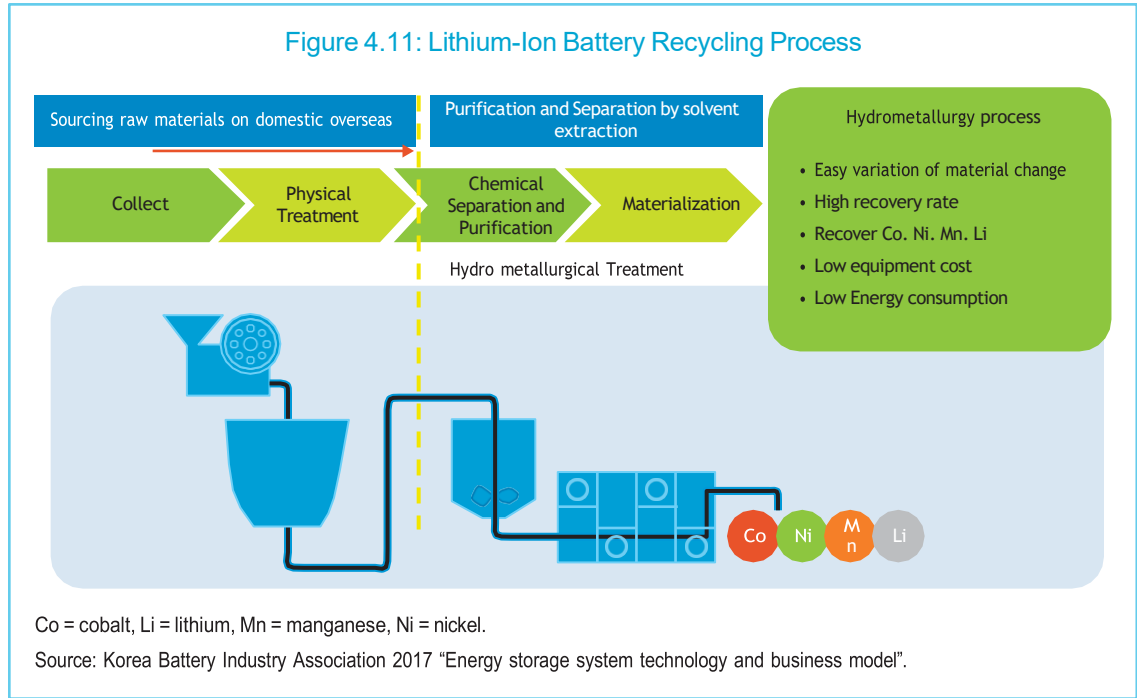 Figure 4.11: Lithium-Ion Battery Recycling Process
Sourcing raw materials on domestic overseas
Purification and Separation by solvent
extraction
Collect
Physical
Treatment
Chemical
Separation and
Purification
Materialization
Hydro metallurgical Treatment
Hydrometallurgy process
• Easy variation of material change
• High recovery rate
• Recover Co. Ni. Mn. Li
• Low equipment cost
• Low Energy consumption
Co
Ni
M
n
Li
Co = cobalt, Li = lithium, Mn = manganese, Ni = nickel.
Source: Korea Battery Industry Association 2017 “Energy storage system technology and business model”.